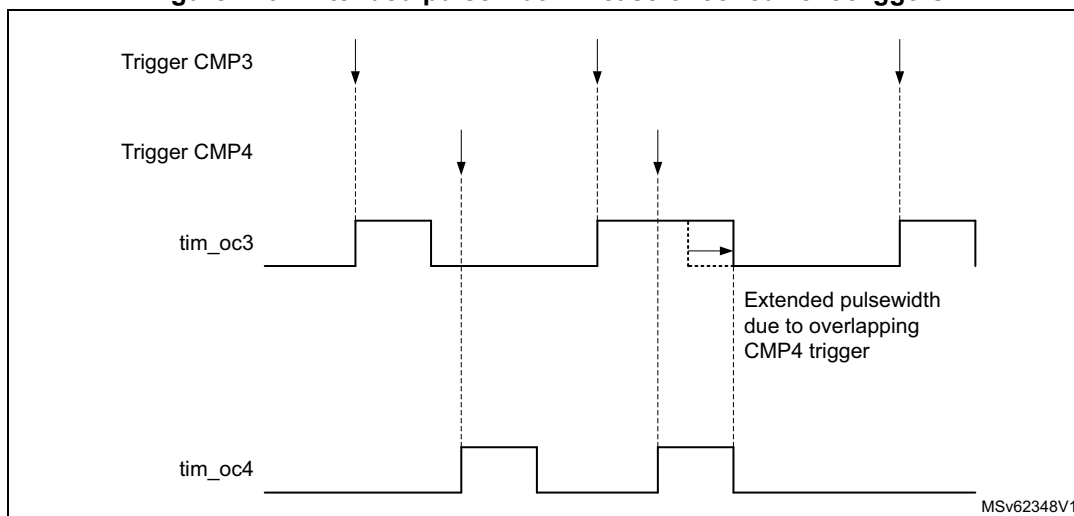 Trigger CMP3
Trigger CMP4
tim_oc3
Extended pulsewidth
due to overlapping
CMP4 trigger
tim_oc4
MSv62348V1